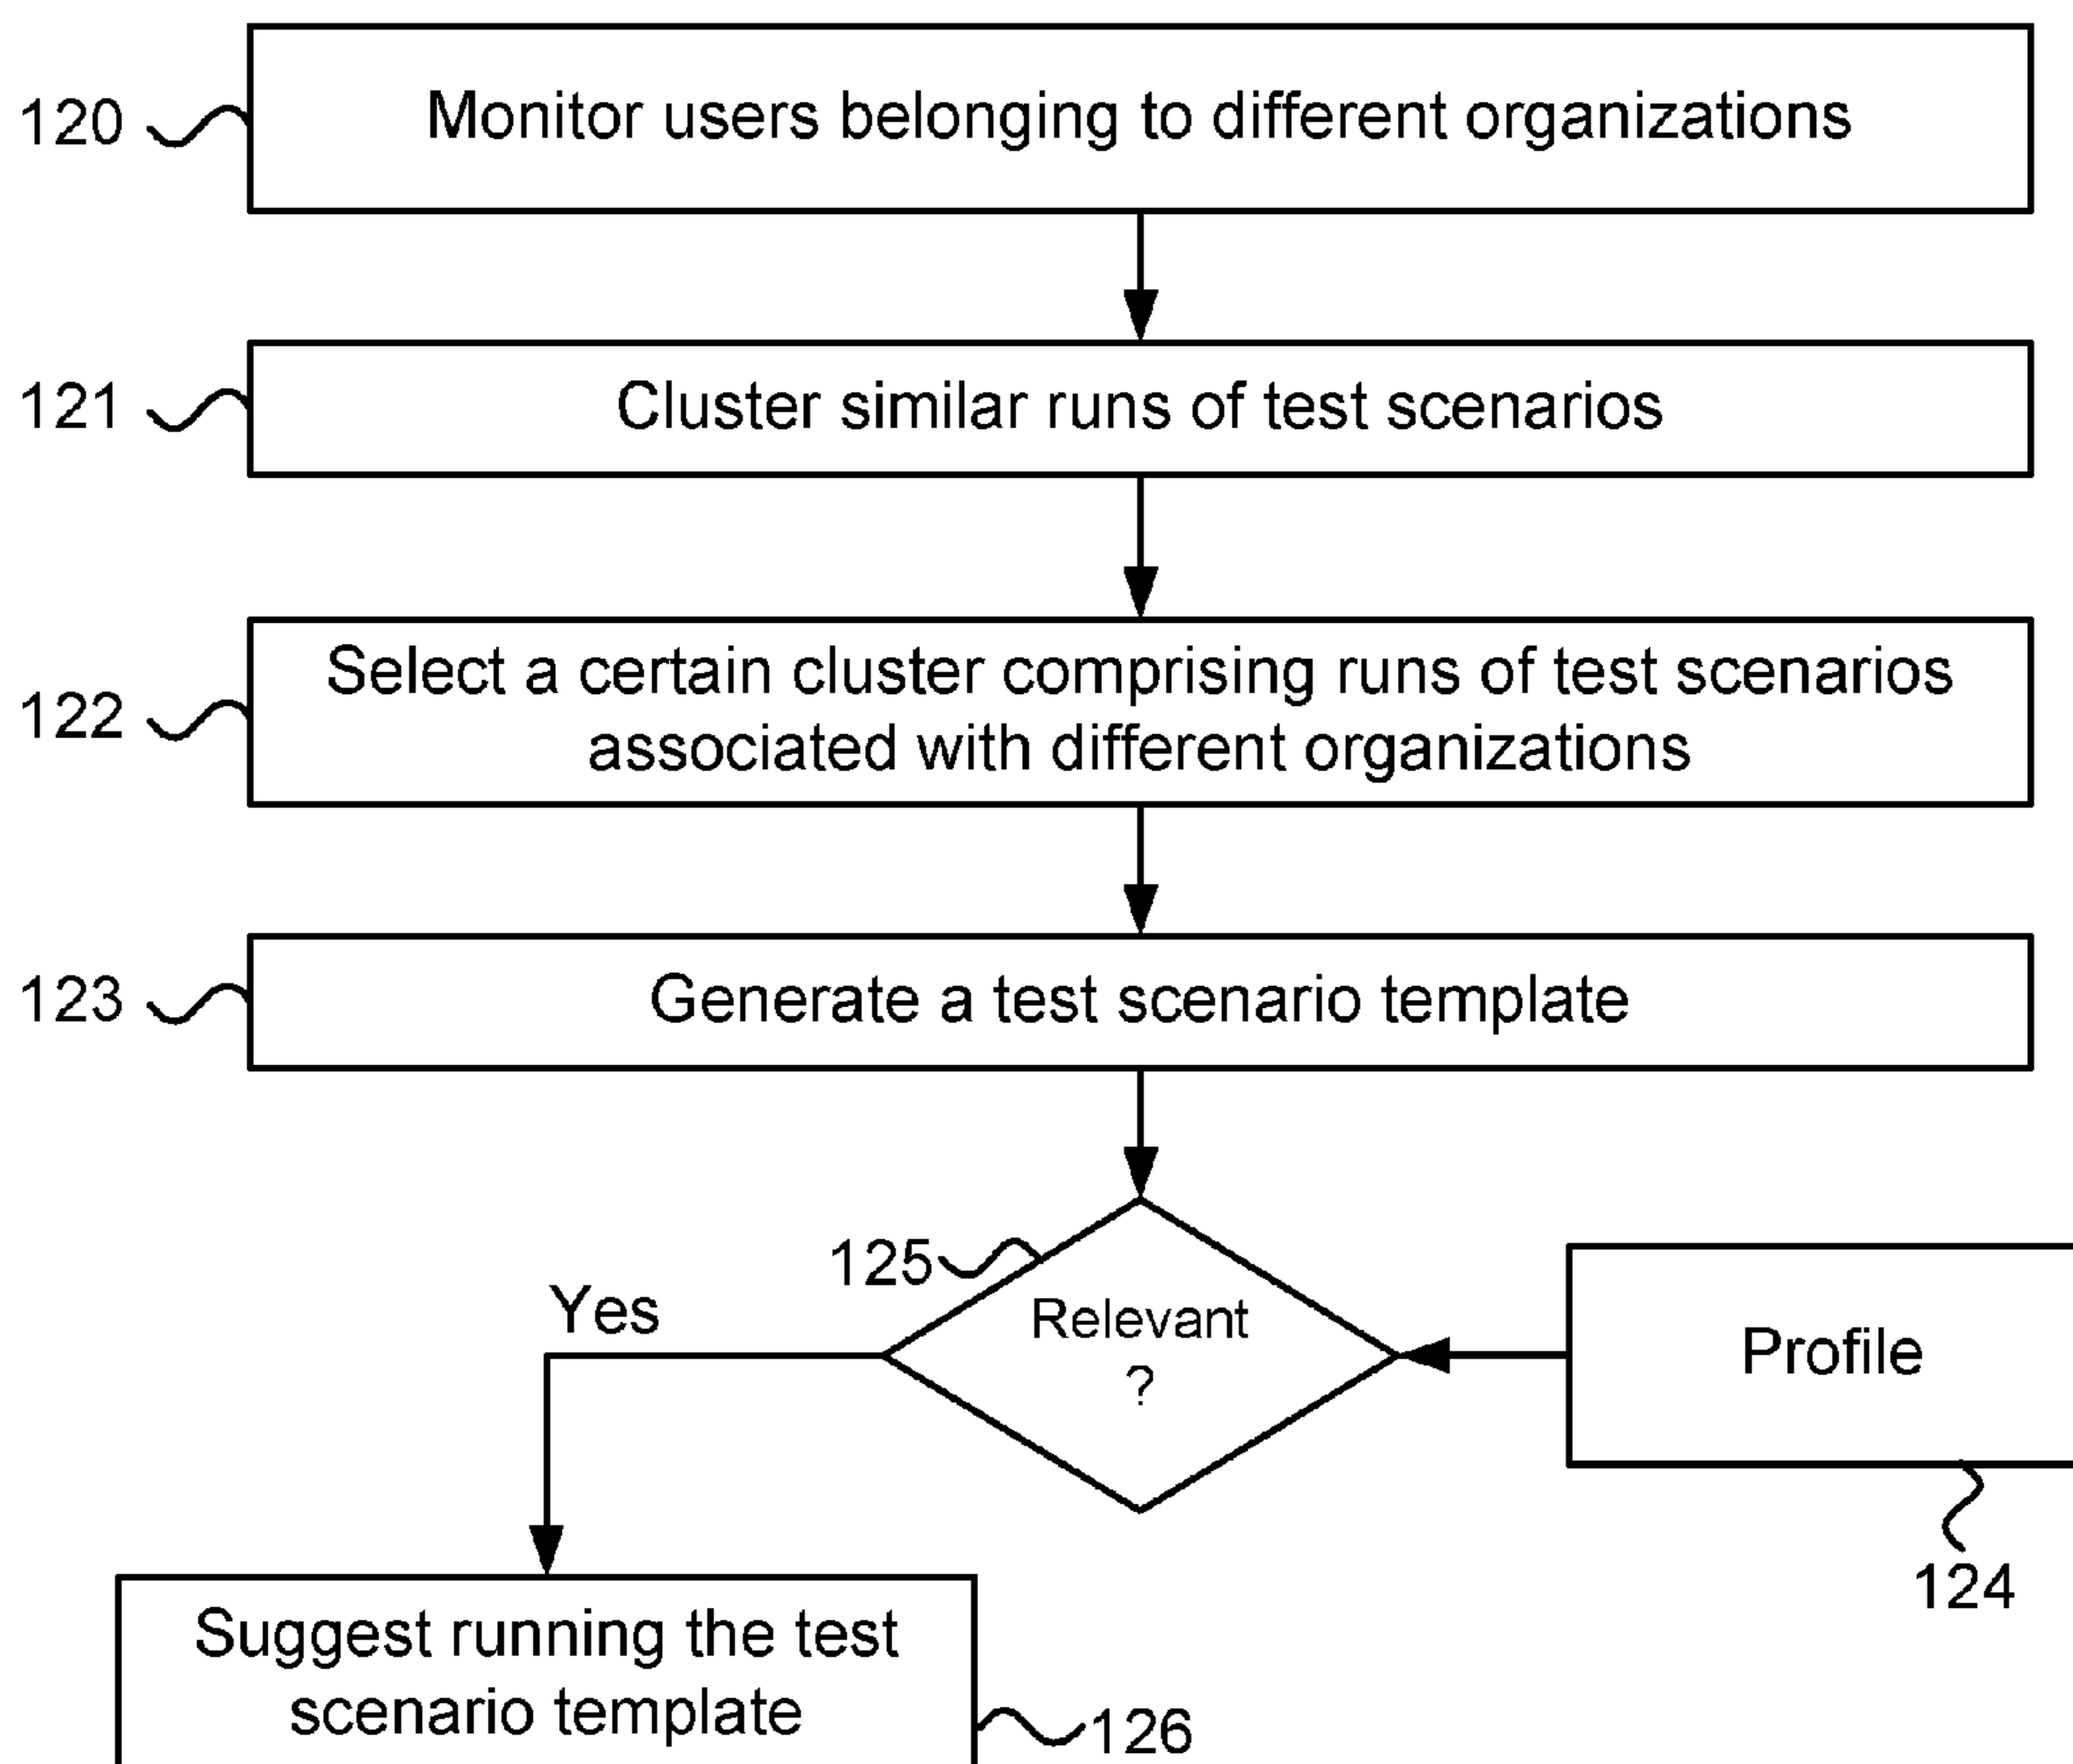 120
Monitor users belonging to different organizations
121
Cluster similar runs of test scenarios
122
Select a certain cluster comprising runs of test scenarios
associated with different organizations
123
Generate a test scenario template
125
Yes
Relevant
?
Profile
124
Suggest running the test
scenario template
126